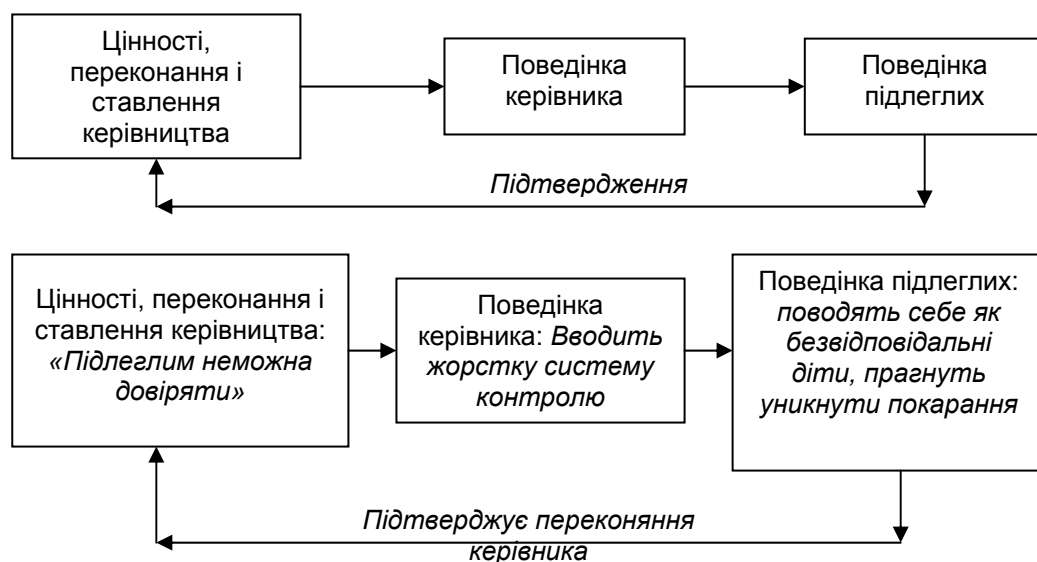 Цінності,
переконання і
ставлення
керівництва
Поведінка
керівника
Поведінка
підлеглих
Підтвердження
Цінності, переконання і
ставлення керівництва:
«Підлеглим неможна
довіряти»
Поведінка
керівника: Вводить
жорстку систему
контролю
Поведінка підлеглих:
поводять себе як
безвідповідальні
діти, прагнуть
уникнути покарання
Підтверджує переконяння
керівника